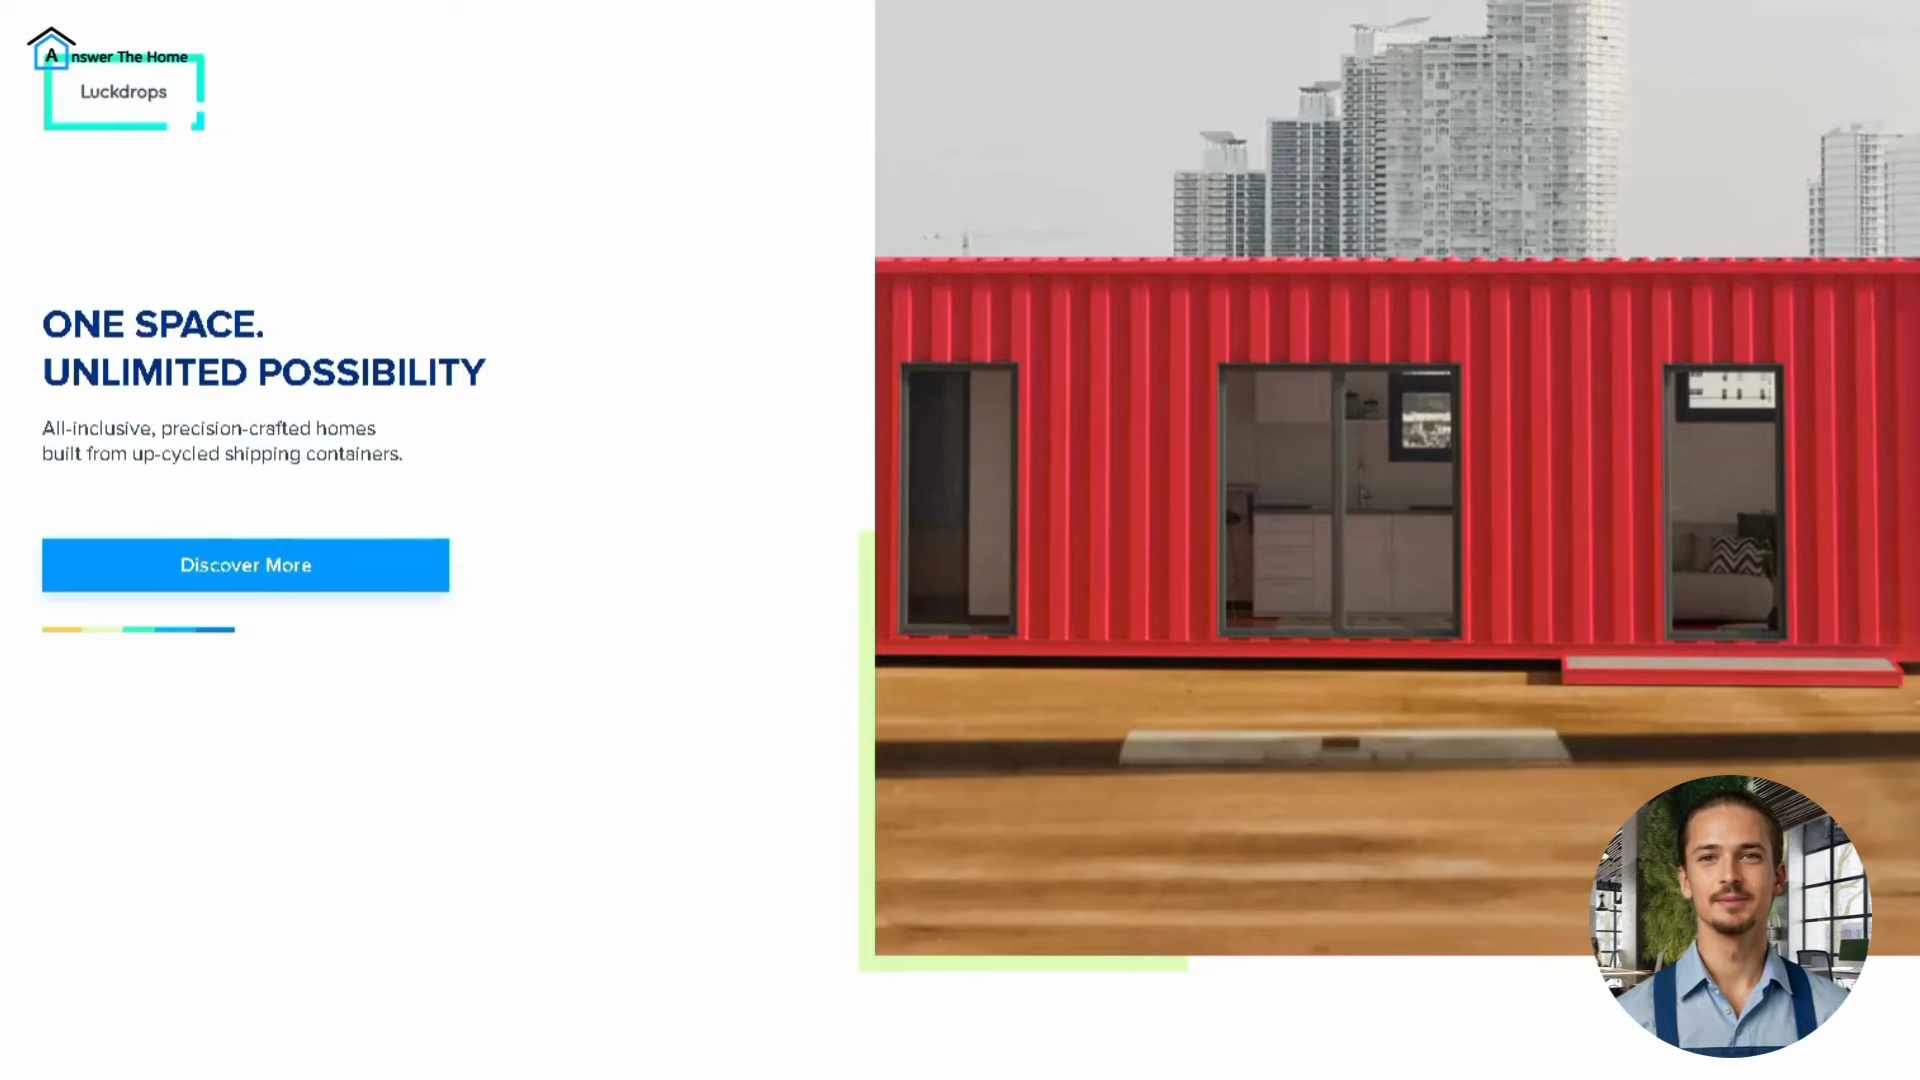 Answer The Home
Luckdrops
ONE SPACE.
UNLIMITED POSSIBILITY
All-inclusive, precision-crafted homes
built from up-cycled shipping containers.
Discover More